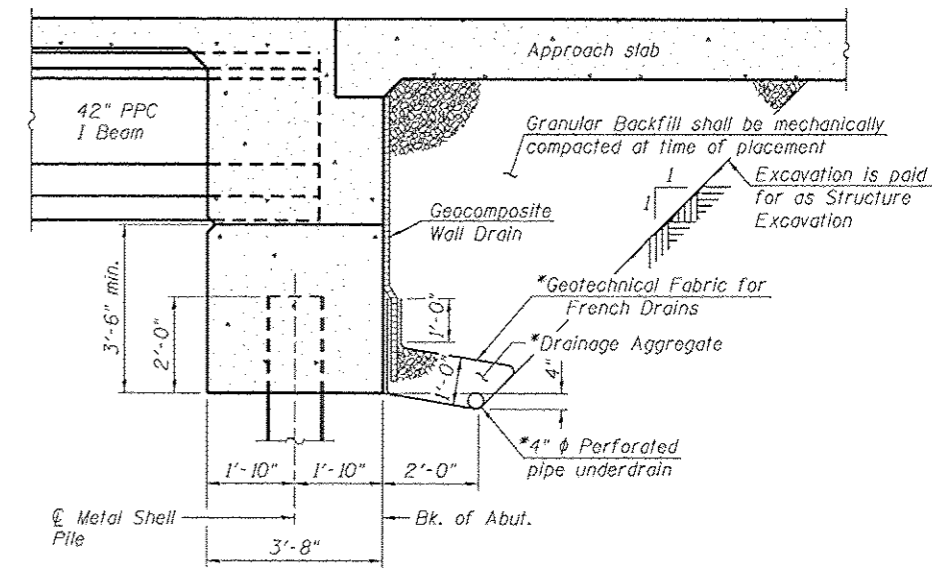 Approach slab
42" PPC
I Beam
Granular Backfill shall be mechanically
compacted at time of placement
1
1
Excavation is paid
for as Structure
Excavation
Geocomposite
Wall Drain
3'-6" min.
2'-0"
*Geotechnical Fabric for
French Drains
1'-0"
*Drainage Aggregate
1'-0"
4"
*4" ϕ Perforated
pipe underdrain
1'-10"
1'-10"
2'-0"
℄ Metal Shell
Pile
Bk. of Abut.
3'-8"